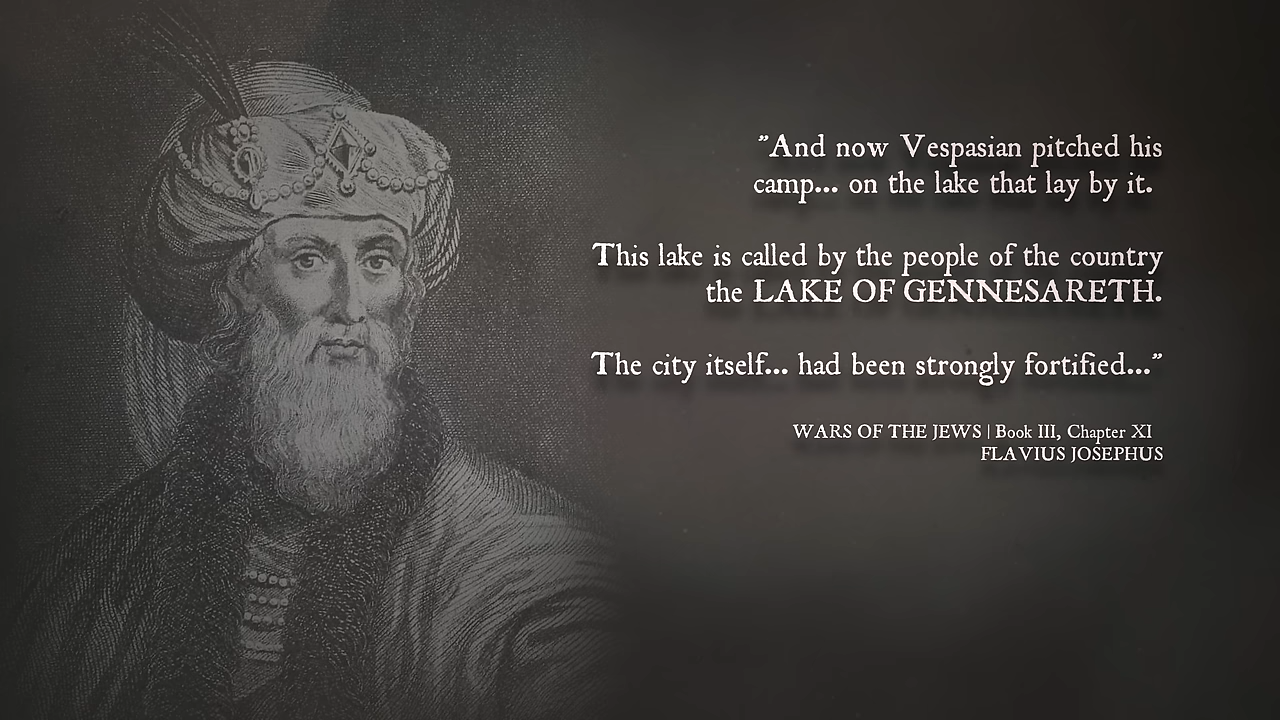 ”And now Vespasian pitched his
camp... on the lake that lay by it.
This lake is called by the people of the country
the LAKE OF GENNESARETH.
The city itself... had been strongly fortified...”
WARS OF THE JEWS | Book III, Chapter XI
FLAVIUS JOSEPHUS